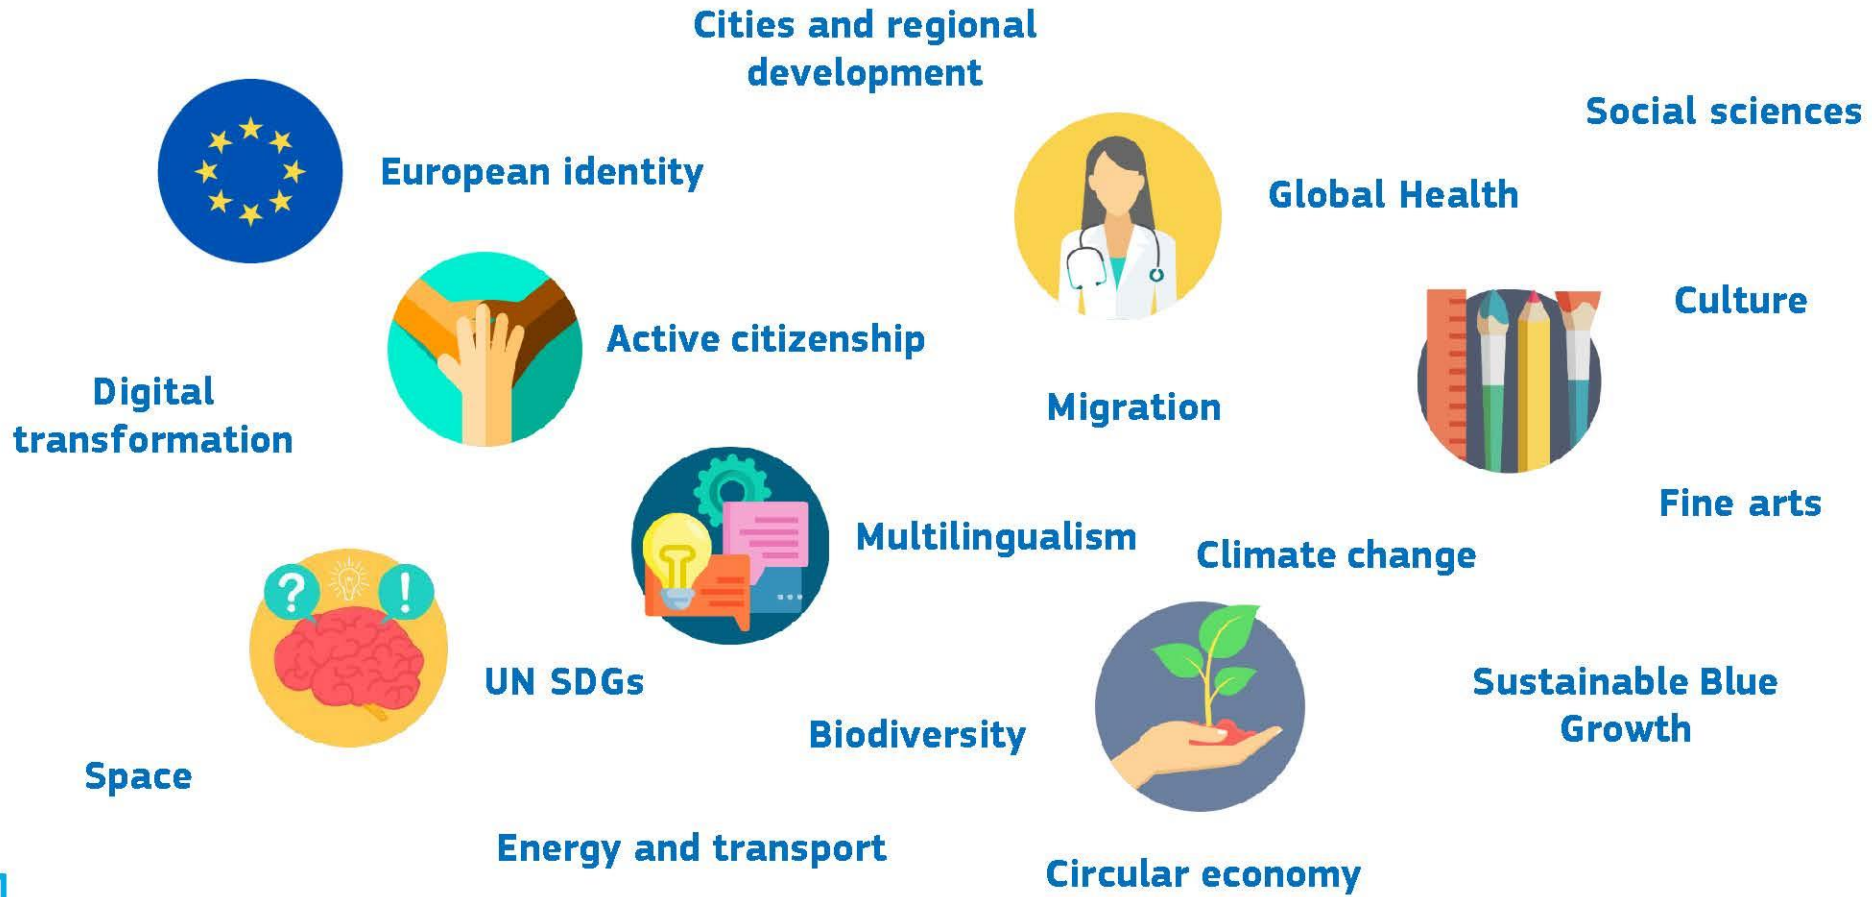 Cities and regional
development
Social sciences
European identity
Global Health
Culture
Active citizenship
Digital
transformation
Migration
Fine arts
Multilingualism
Climate change
?
!
UN SDGs
Sustainable Blue
Growth
Biodiversity
Space
Energy and transport
Circular economy